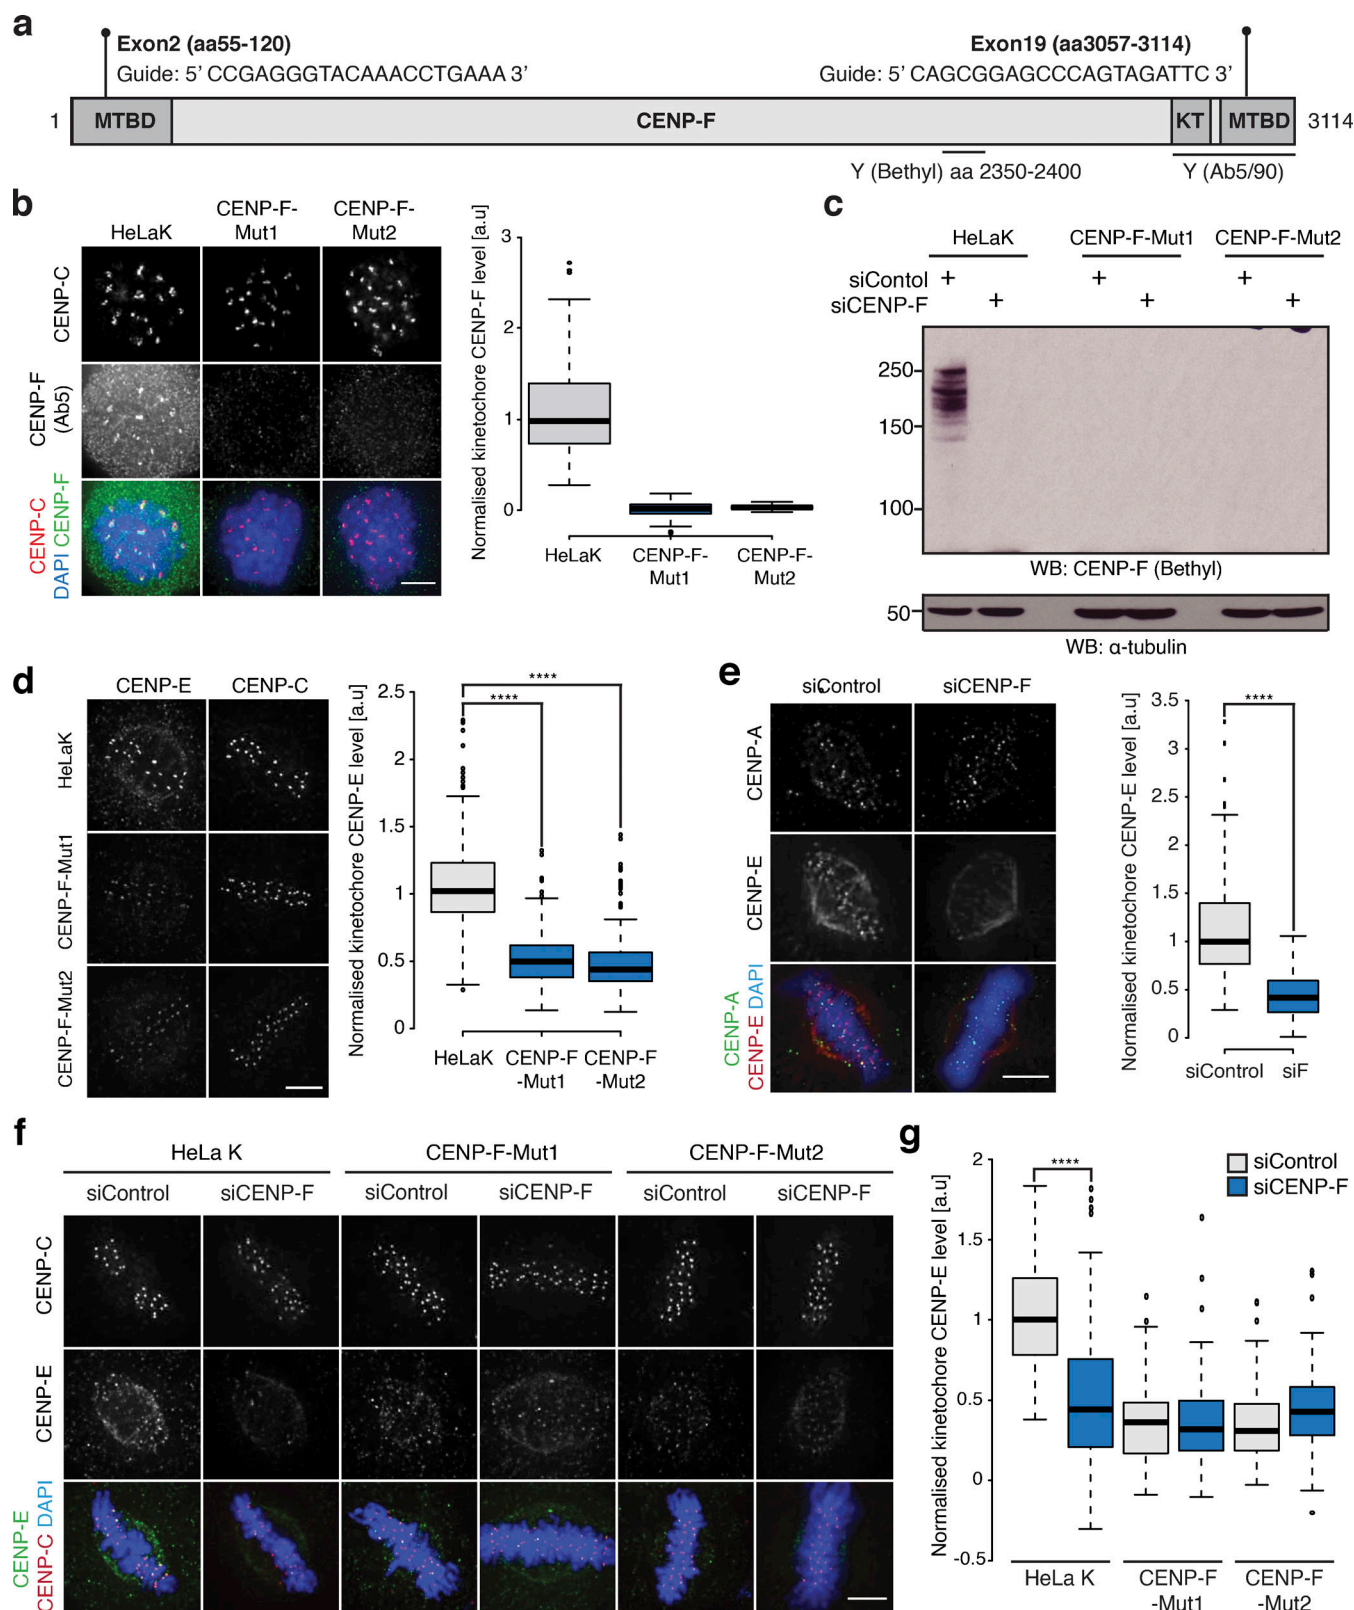 a
Exon2 (aa55-120)
Guide: 5' CCGAGGGTACAAACCTGAAA 3'
Exon19 (aa3057-3114)
Guide: 5' CAGCGGAGCCCAGTAGATTC 3'
1 MTBD CENP-F KT MTBD 3114
Y (Bethyl) aa 2350-2400
Y (Ab5/90)
b
HeLaK
CENP-F-
Mut1
CENP-F-
Mut2
CENP-C
CENP-F
(Ab5)
CENP-C
DAPI CENP-F
Normalised kinetochore CENP-F level [a.u]
3
2
1
0
HeLaK
CENP-F-
Mut1
CENP-F-
Mut2
c
HeLaK CENP-F-Mut1 CENP-F-Mut2
siContol + + +
siCENP-F + + +
250
150
100
WB: CENP-F (Bethyl)
50
WB: α-tubulin
d
CENP-E CENP-C
HeLaK
CENP-F-Mut1
CENP-F-Mut2
Normalised kinetochore CENP-E level [a.u]
2.5
2
1.5
1
0.5
0
****
****
HeLaK
CENP-F
-Mut1
CENP-F
-Mut2
e
siControl siCENP-F
CENP-A
CENP-E
CENP-A
CENP-E DAPI
Normalised kinetochore CENP-E level [a.u]
3.5
3
2.5
2
1.5
1
0.5
0
****
siControl siF
f
HeLa K CENP-F-Mut1 CENP-F-Mut2
siControl siCENP-F siControl siCENP-F siControl siCENP-F
CENP-C
CENP-E
CENP-E
CENP-C DAPI
g
Normalised kinetochore CENP-E level [a.u]
2
1.5
1
0.5
0
-0.5
****
siControl
siCENP-F
HeLa K
CENP-F
-Mut1
CENP-F
-Mut2